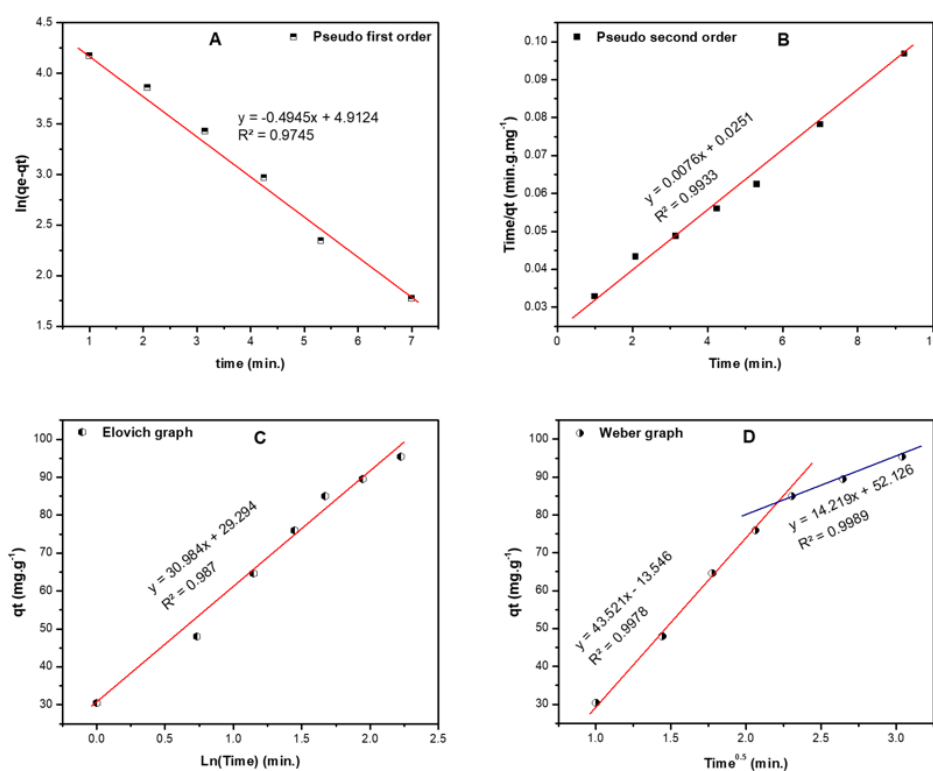 A
Pseudo first order
y = -0.4945x + 4.9124
R² = 0.9745
ln(qe-qt)
4.5
4.0
3.5
3.0
2.5
2.0
1.5
1 2 3 4 5 6 7
time (min.)
Pseudo second order
B
y = 0.0076x + 0.0251
R² = 0.9933
Time/qt (min.g.mg⁻¹)
0.10
0.09
0.08
0.07
0.06
0.05
0.04
0.03
0 2 4 6 8
Time (min.)
Elovich graph
C
y = 30.984x + 29.294
R² = 0.987
qt (mg.g⁻¹)
100
90
80
70
60
50
40
30
0.0 0.5 1.0 1.5 2.0 2.5
Ln(Time) (min.)
Weber graph
D
y = 43.521x - 13.546
R² = 0.9978
y = 14.219x + 52.126
R² = 0.9989
qt (mg.g⁻¹)
100
90
80
70
60
50
40
30
1.0 1.5 2.0 2.5 3.0
Time⁰·⁵ (min.)